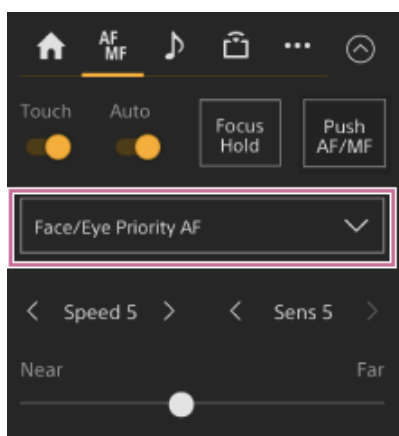 AF
MF
Touch
Auto
Focus
Hold
Push
AF/MF
Face/Eye Priority AF
Speed 5
Sens 5
Near
Far